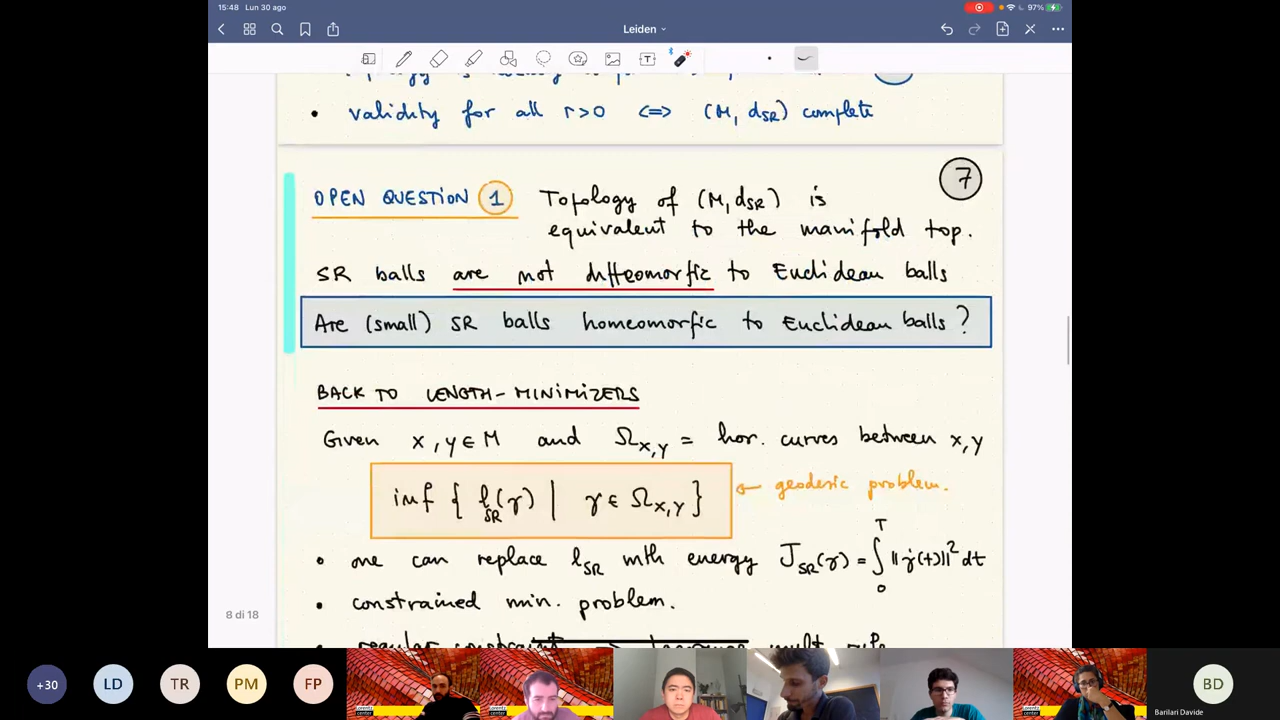 15:48 Lun 30 ago
97%
Leiden
• validity for all r>0 <=> (M, dSR) complete
7
OPEN QUESTION 1 Topology of (M, dSR) is
equivalent to the manifold top.
SR balls are not diffeomorfic to Euclidean balls
Are (small) SR balls homeomorfic to Euclidean balls ?
BACK TO LENGTH-MINIMIZERS
Given x, y ∈ M and Ωx,y = hor. curves between x, y
inf { ℓSR(γ) | γ ∈ Ωx,y } ← geodesic problem.
• one can replace ℓSR with energy JSR(γ) = ∫₀ᵀ ||γ̇(t)||² dt
• constrained min. problem.
8 di 18
+30
LD
TR
PM
FP
BD
Barilari Davide